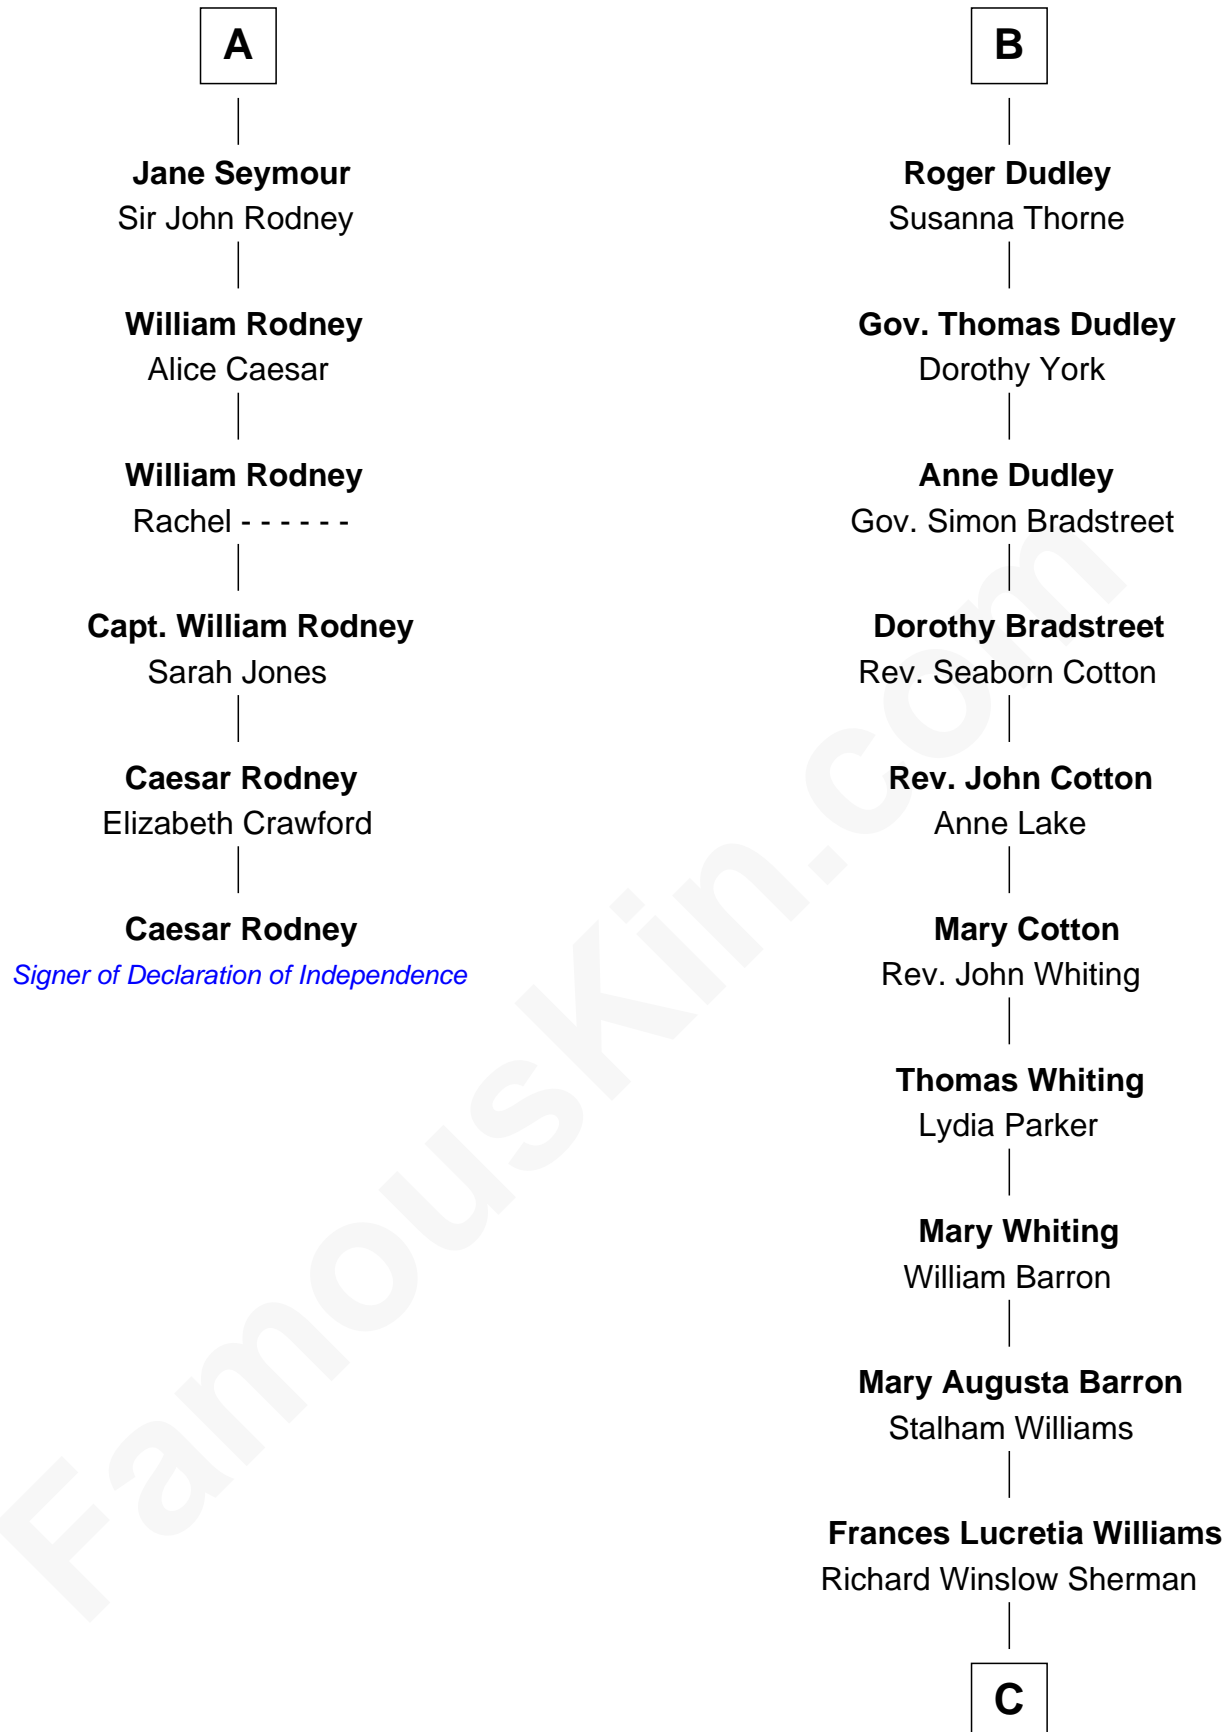 A
Jane Seymour
Sir John Rodney
William Rodney
Alice Caesar
William Rodney
Rachel - - - - - -
Capt. William Rodney
Sarah Jones
Caesar Rodney
Elizabeth Crawford
Caesar Rodney
Signer of Declaration of Independence
B
Roger Dudley
Susanna Thorne
Gov. Thomas Dudley
Dorothy York
Anne Dudley
Gov. Simon Bradstreet
Dorothy Bradstreet
Rev. Seaborn Cotton
Rev. John Cotton
Anne Lake
Mary Cotton
Rev. John Whiting
Thomas Whiting
Lydia Parker
Mary Whiting
William Barron
Mary Augusta Barron
Stalham Williams
Frances Lucretia Williams
Richard Winslow Sherman
C
FamousKin.com